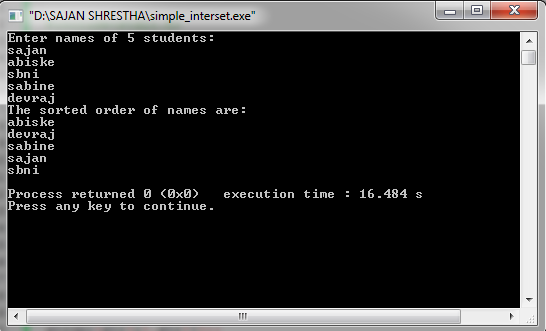 "D:\SAJAN SHRESTHA\simple_interset.exe"
Enter names of 5 students:
sajan
abiske
sbni
sabine
devraj
The sorted order of names are:
abiske
devraj
sabine
sajan
sbni
Process returned 0 (0x0)   execution time : 16.484 s
Press any key to continue.